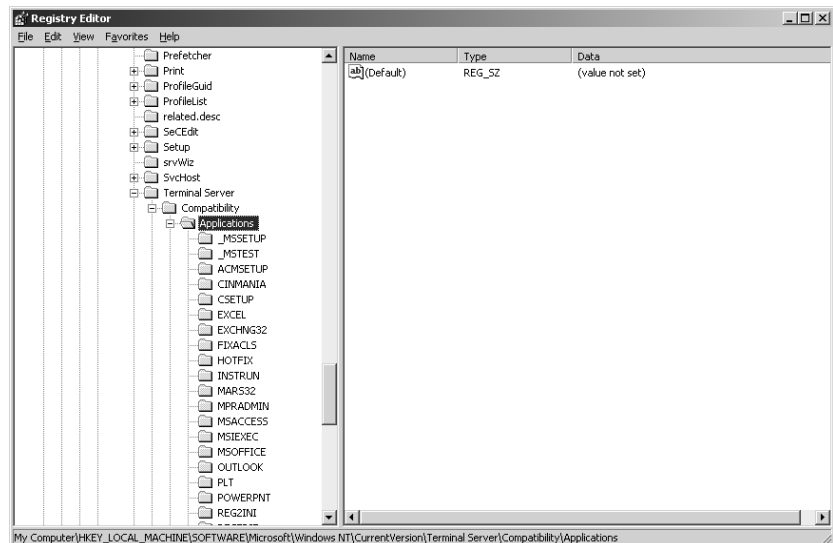 Registry Editor
File Edit View Favorites Help
Prefetcher
Print
ProfileGuid
ProfileList
related.desc
SeCEdit
Setup
srvWiz
SvcHost
Terminal Server
Compatibility
Applications
_MSSETUP
_MSTEST
ACMSETUP
CINMANIA
CSETUP
EXCEL
EXCHNG32
FIXACLS
HOTFIX
INSTRUN
MARS32
MPRADMIN
MSACCESS
MSIEXEC
MSOFFICE
OUTLOOK
PLT
POWERPNT
REG2INI
Name Type Data
ab (Default) REG_SZ (value not set)
My Computer\HKEY_LOCAL_MACHINE\SOFTWARE\Microsoft\Windows NT\CurrentVersion\Terminal Server\Compatibility\Applications